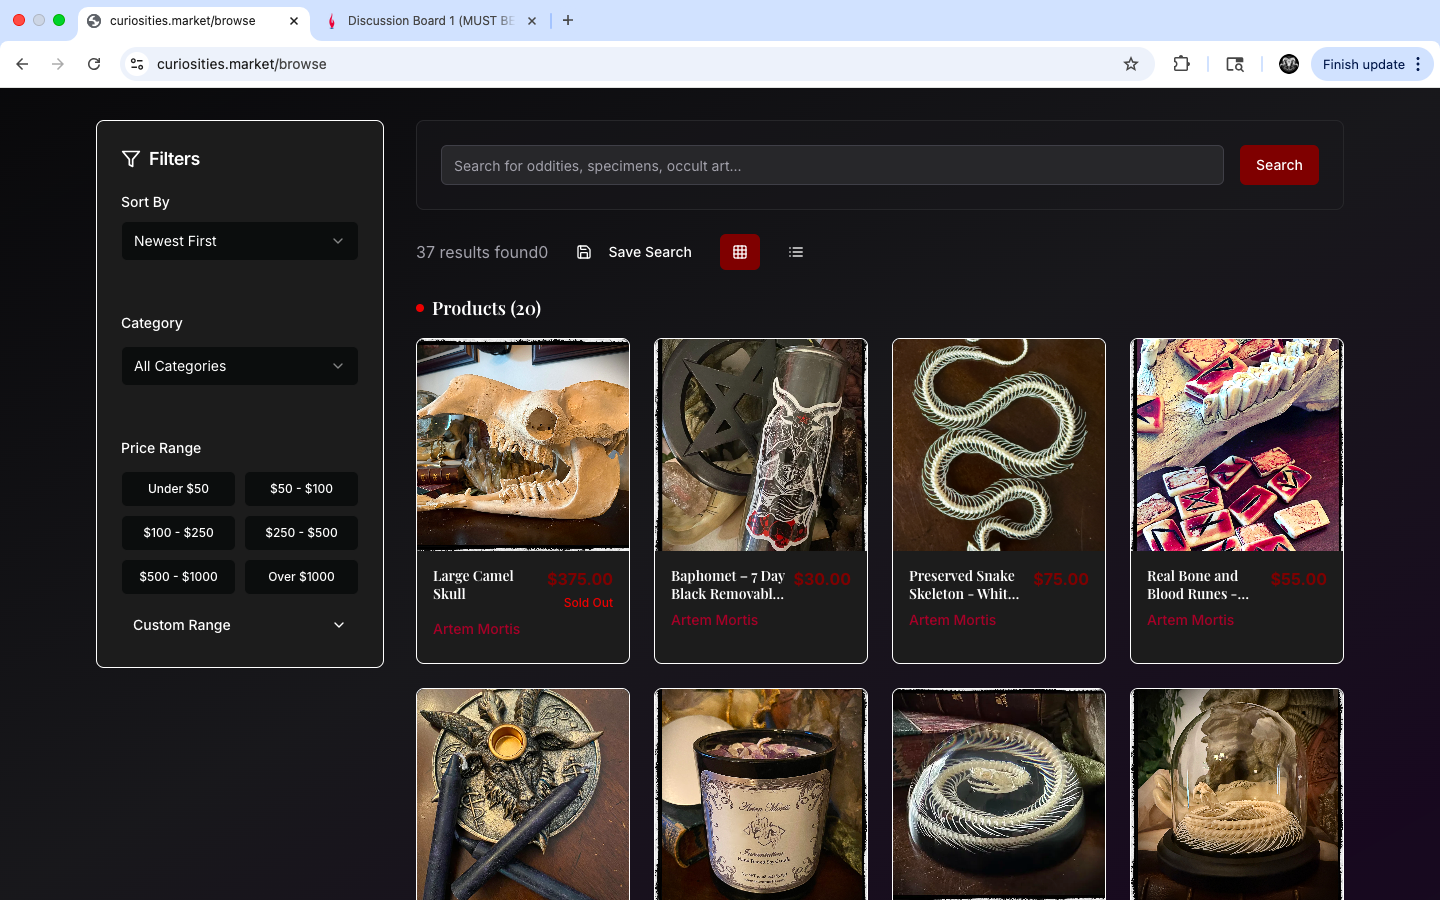 curiosities.market/browse
Discussion Board 1 (MUST BE
curiosities.market/browse
Finish update
Filters
Sort By
Newest First
Category
All Categories
Price Range
Under $50
$50 - $100
$100 - $250
$250 - $500
$500 - $1000
Over $1000
Custom Range
Search for oddities, specimens, occult art...
Search
37 results found0
Save Search
Products (20)
Large Camel
Skull
$375.00
Sold Out
Artem Mortis
Baphomet – 7 Day
Black Removabl...
$30.00
Artem Mortis
Preserved Snake
Skeleton - Whit...
$75.00
Artem Mortis
Real Bone and
Blood Runes -...
$55.00
Artem Mortis